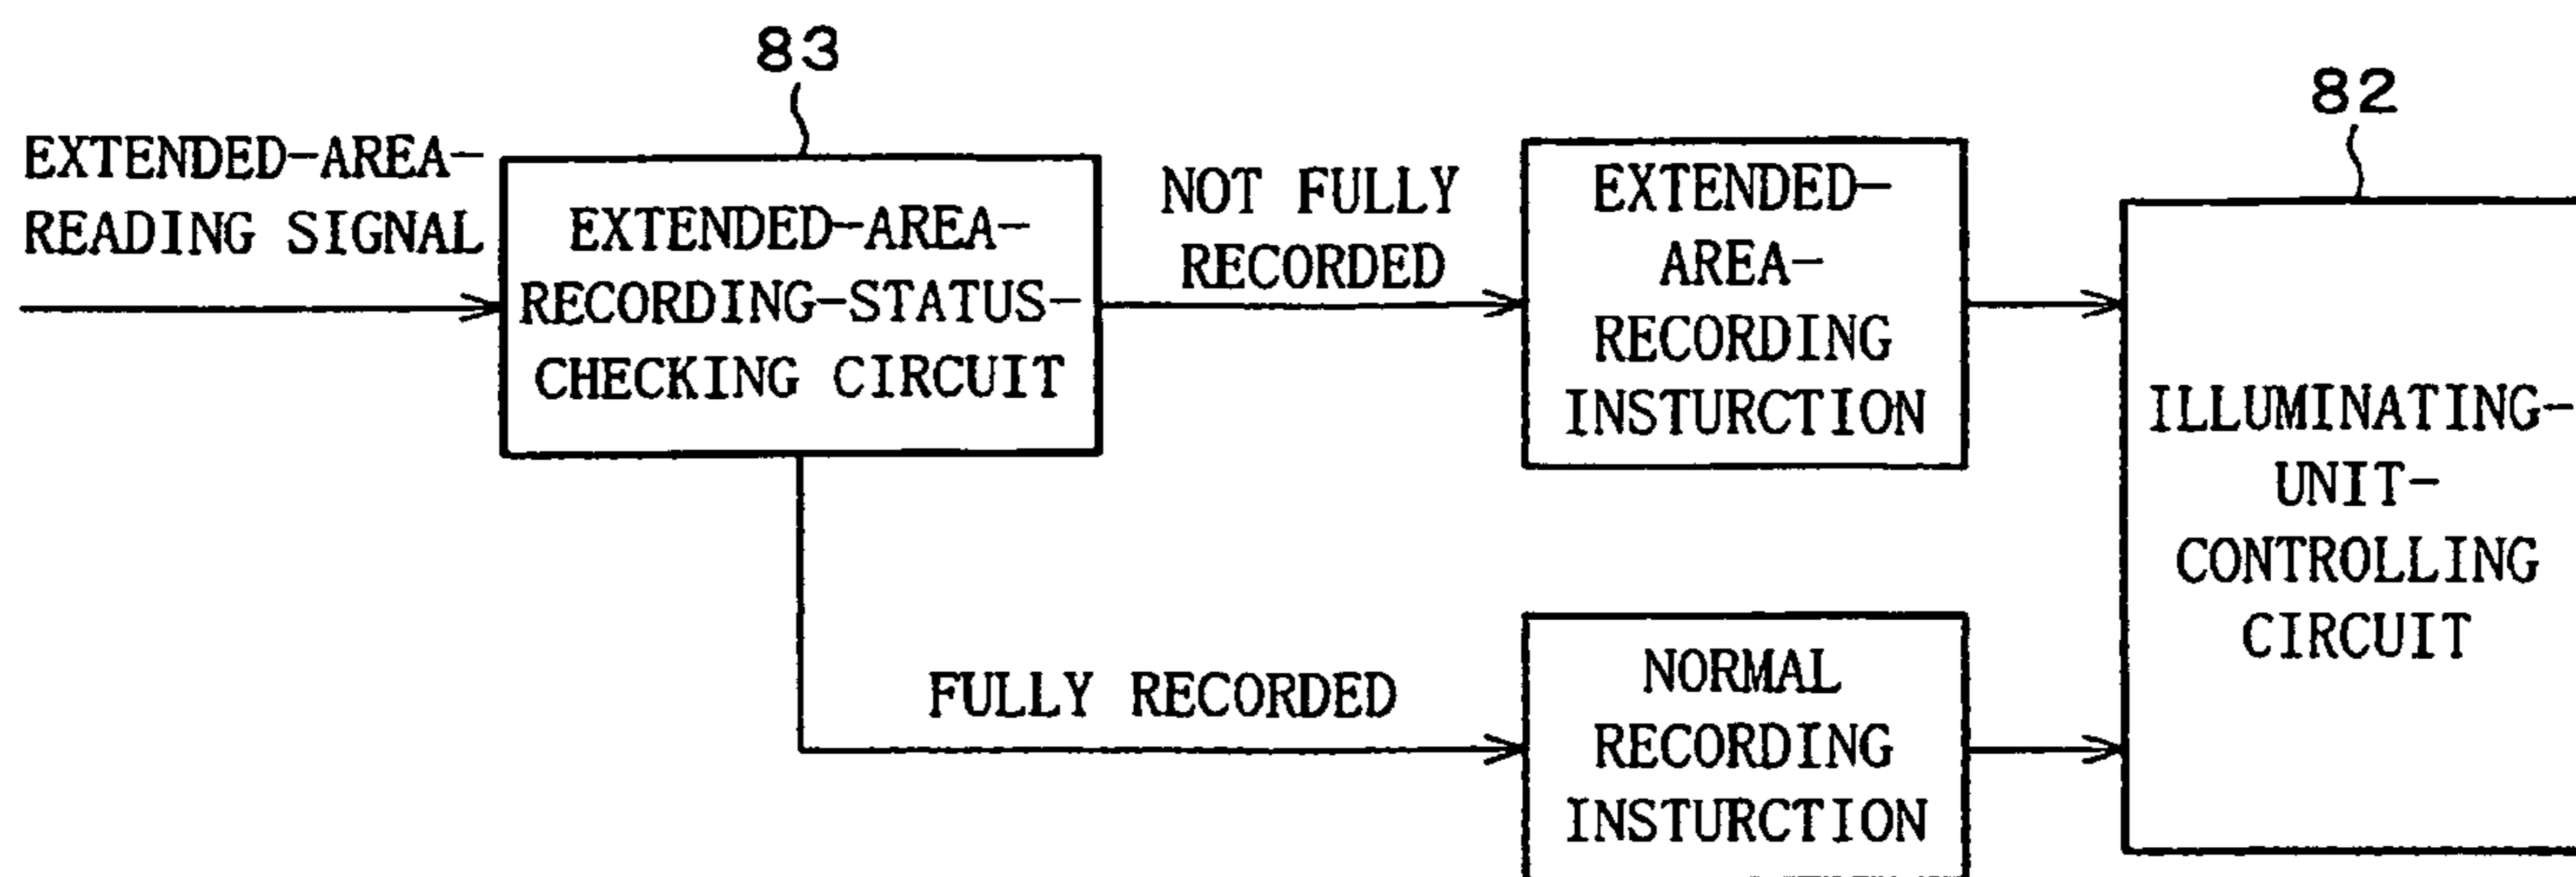 83
82
EXTENDED-AREA-
READING SIGNAL
EXTENDED-AREA-
RECORDING-STATUS-
CHECKING CIRCUIT
NOT FULLY
RECORDED
EXTENDED-
AREA-
RECORDING
INSTURCTION
ILLUMINATING-
UNIT-
CONTROLLING
CIRCUIT
FULLY RECORDED
NORMAL
RECORDING
INSTURCTION